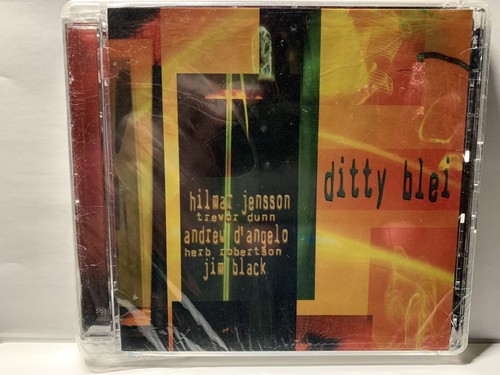 hilmar jensson
trevor dunn
andrew d'angelo
herb robertson
jim black
ditty blei